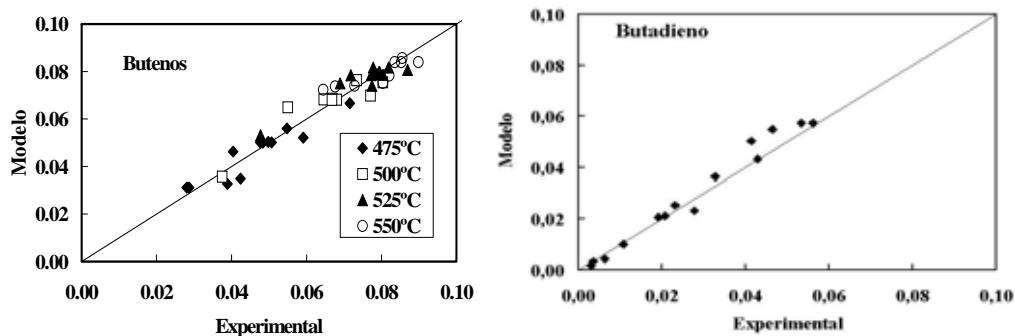 Butenos
Modelo
0.10
0.08
0.06
0.04
0.02
0.00
475ºC
500ºC
525ºC
550ºC
0.00 0.02 0.04 0.06 0.08 0.10
Experimental
Butadieno
Modelo
0,10
0,08
0,06
0,04
0,02
0,00
0,00 0,02 0,04 0,06 0,08 0,10
Experimental